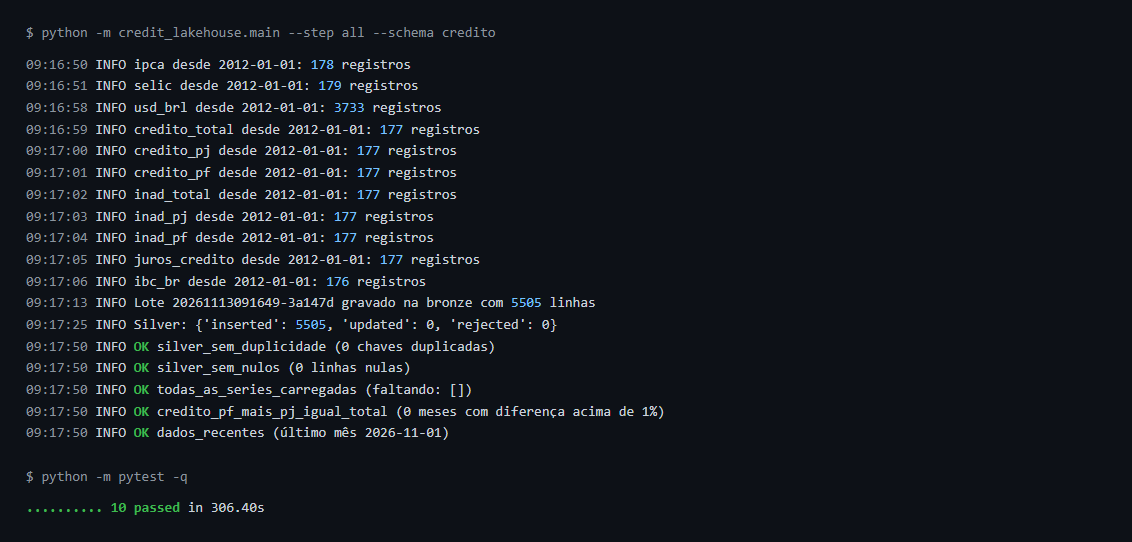 $ python -m credit_lakehouse.main --step all --schema credito
09:16:50 INFO ipca desde 2012-01-01: 178 registros
09:16:51 INFO selic desde 2012-01-01: 179 registros
09:16:58 INFO usd_brl desde 2012-01-01: 3733 registros
09:16:59 INFO credito_total desde 2012-01-01: 177 registros
09:17:00 INFO credito_pj desde 2012-01-01: 177 registros
09:17:01 INFO credito_pf desde 2012-01-01: 177 registros
09:17:02 INFO inad_total desde 2012-01-01: 177 registros
09:17:03 INFO inad_pj desde 2012-01-01: 177 registros
09:17:04 INFO inad_pf desde 2012-01-01: 177 registros
09:17:05 INFO juros_credito desde 2012-01-01: 177 registros
09:17:06 INFO ibc_br desde 2012-01-01: 176 registros
09:17:13 INFO Lote 20261113091649-3a147d gravado na bronze com 5505 linhas
09:17:25 INFO Silver: {'inserted': 5505, 'updated': 0, 'rejected': 0}
09:17:50 INFO OK silver_sem_duplicidade (0 chaves duplicadas)
09:17:50 INFO OK silver_sem_nulos (0 linhas nulas)
09:17:50 INFO OK todas_as_series_carregadas (faltando: [])
09:17:50 INFO OK credito_pf_mais_pj_igual_total (0 meses com diferença acima de 1%)
09:17:50 INFO OK dados_recentes (último mês 2026-11-01)
$ python -m pytest -q
.......... 10 passed in 306.40s